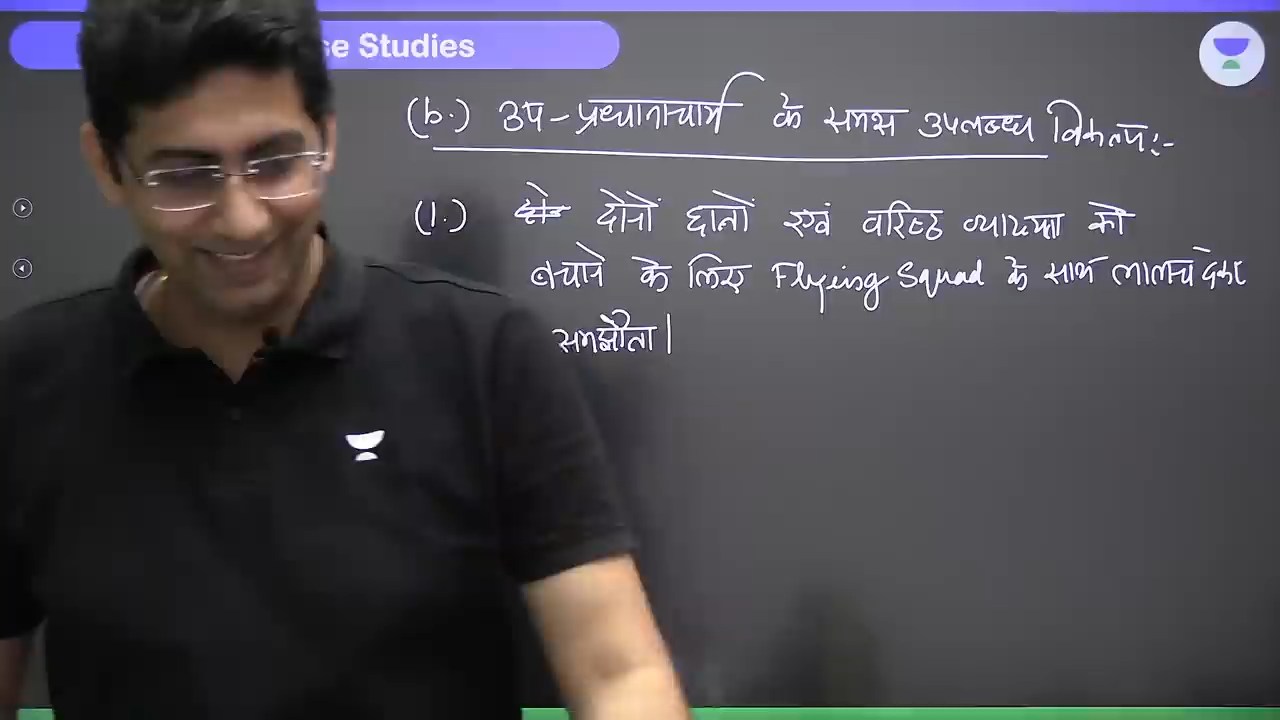 se Studies
(b.) उप-प्रधानाचार्य के समक्ष उपलब्ध विकल्प:-
(1.) दोनों छात्रों एवं वरिष्ठ व्याख्याता को
बचाने के लिए Flying Squad के साथ लालच देकर
समझौता।